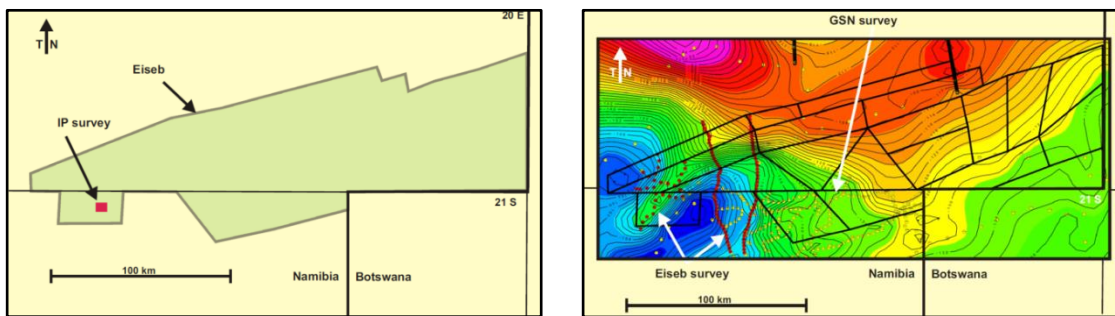 20 E
T N
Eiseb
IP survey
21 S
100 km
Namibia Botswana
GSN survey
T N
21 S
Eiseb survey
Namibia Botswana
100 km